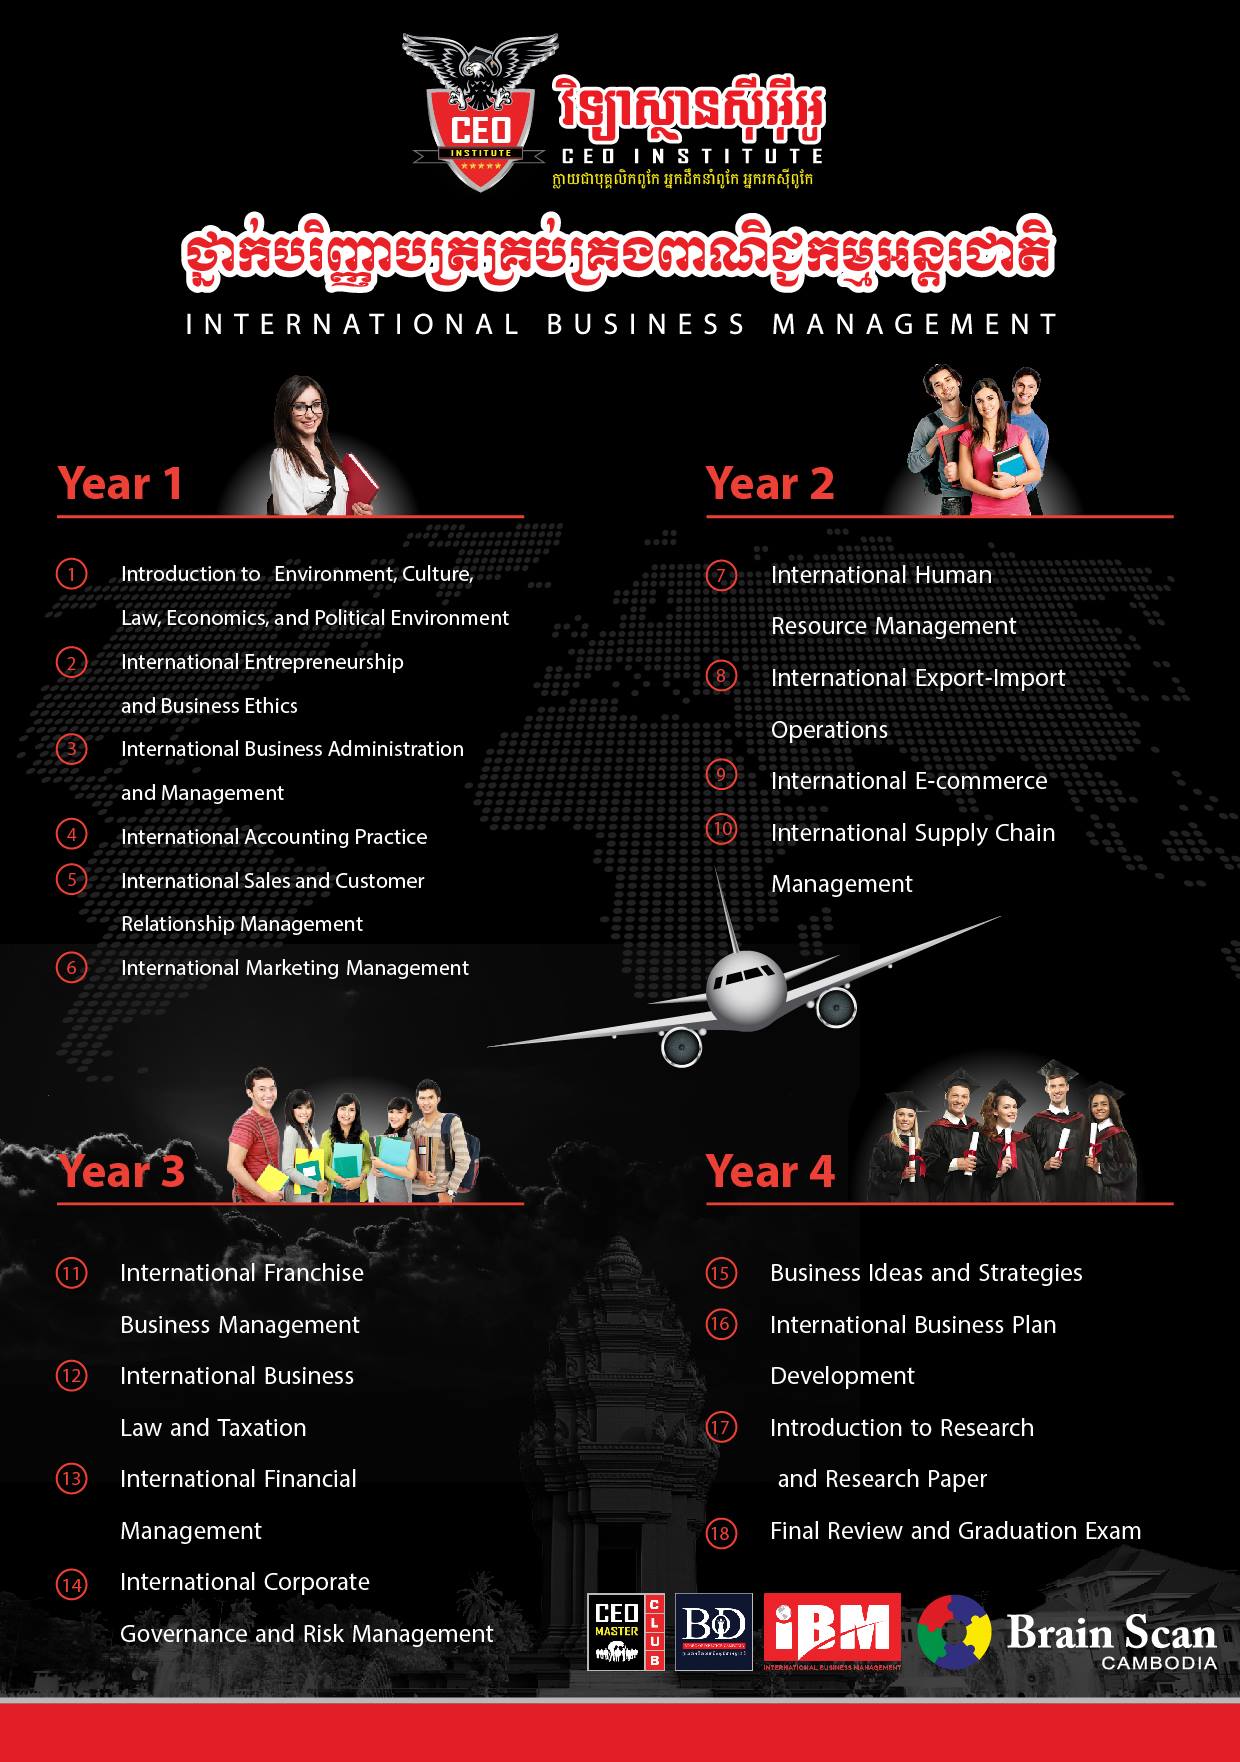 CEO
INSTITUTE
វិទ្យាស្ថានស៊ីអ៊ីអូ
CEO INSTITUTE
ក្លាយជាបុគ្គលិកពូកែ អ្នកដឹកនាំពូកែ អ្នករកស៊ីពូកែ
ថ្នាក់បរិញ្ញាបត្រគ្រប់គ្រងពាណិជ្ជកម្មអន្តរជាតិ
INTERNATIONAL BUSINESS MANAGEMENT
Year 1
1 Introduction to Environment, Culture,
Law, Economics, and Political Environment
2 International Entrepreneurship
and Business Ethics
3 International Business Administration
and Management
4 International Accounting Practice
5 International Sales and Customer
Relationship Management
6 International Marketing Management
Year 2
7 International Human
Resource Management
8 International Export-Import
Operations
9 International E-commerce
10 International Supply Chain
Management
Year 3
11 International Franchise
Business Management
12 International Business
Law and Taxation
13 International Financial
Management
14 International Corporate
Governance and Risk Management
Year 4
15 Business Ideas and Strategies
16 International Business Plan
Development
17 Introduction to Research
and Research Paper
18 Final Review and Graduation Exam
CEO
MASTER
CLUB
BOD
iBM
INTERNATIONAL BUSINESS MANAGEMENT
Brain Scan
CAMBODIA